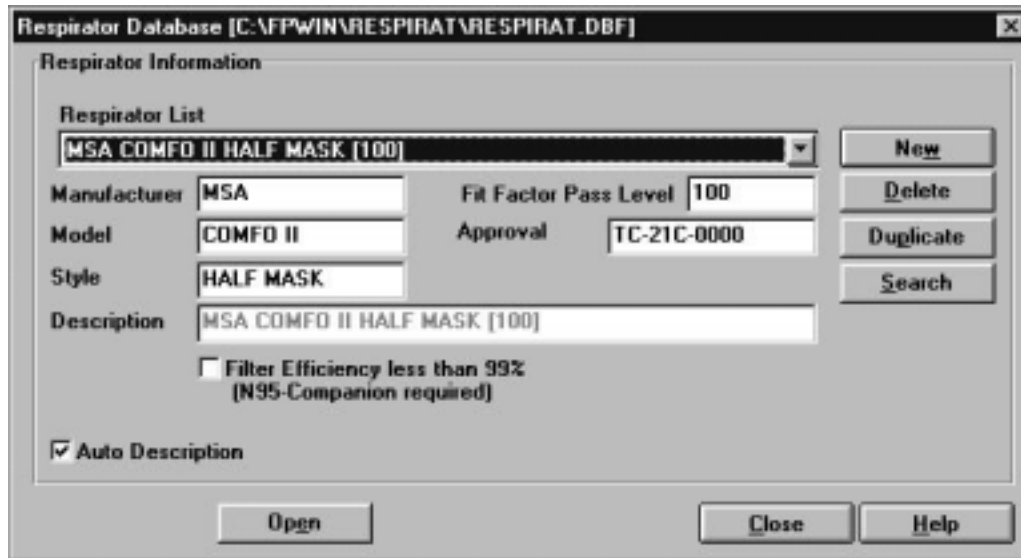 Respirator Database [C:\FPWIN\RESPIRAT\RESPIRAT.DBF]
Respirator Information
Respirator List
MSA COMFO II HALF MASK [100]
New
Manufacturer MSA Fit Factor Pass Level 100
Delete
Model COMFO II Approval TC-21C-0000
Duplicate
Style HALF MASK
Search
Description MSA COMFO II HALF MASK [100]
Filter Efficiency less than 99%
(N95-Companion required)
Auto Description
Open Close Help